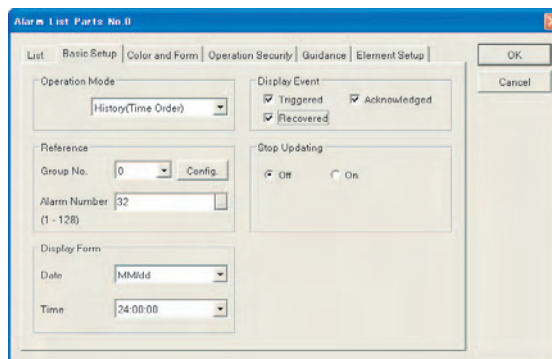 Alarm List Parts No.0
List Basic Setup Color and Form Operation Security Guidance Element Setup
OK
Cancel
Operation Mode
History(Time Order)
Display Event
Triggered Acknowledged
Recovered
Reference
Group No. 0 Config.
Alarm Number 32
(1 - 128)
Stop Updating
Off On
Display Form
Date MM/dd
Time 24:00:00